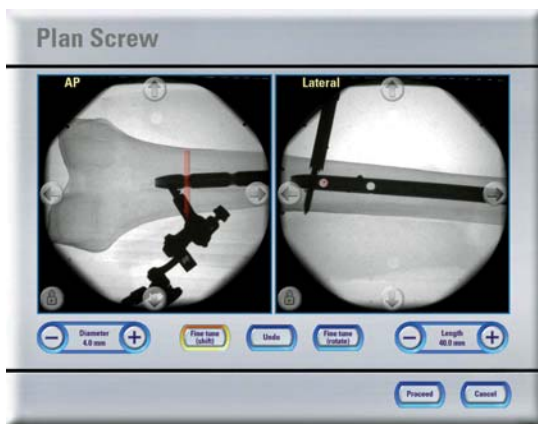 Plan Screw
AP
Lateral
Diameter
4.0 mm
Fine tune
(shift)
Undo
Fine tune
(rotate)
Length
40.0 mm
Proceed
Cancel